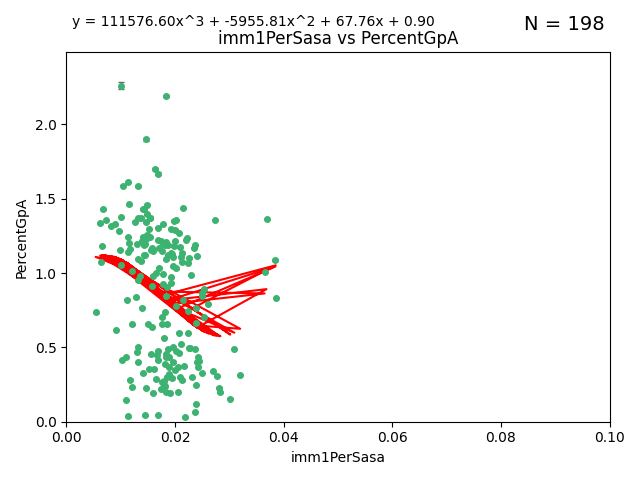 y = 111576.60x^3 + -5955.81x^2 + 67.76x + 0.90
N = 198
imm1PerSasa vs PercentGpA
PercentGpA
2.0
1.5
1.0
0.5
0.0
0.00 0.02 0.04 0.06 0.08 0.10
imm1PerSasa